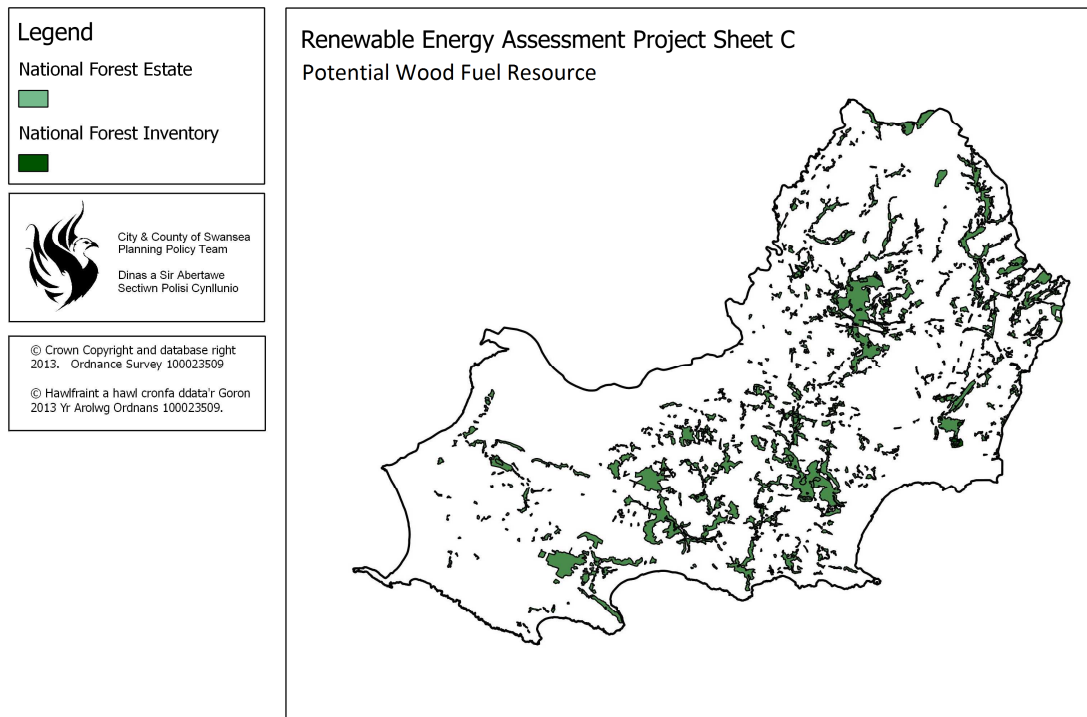 Legend
National Forest Estate
National Forest Inventory
City & County of Swansea
Planning Policy Team
Dinas a Sir Abertawe
Sectiwn Polisi Cynllunio
© Crown Copyright and database right
2013. Ordnance Survey 100023509
© Hawlfraint a hawl cronfa ddata'r Goron
2013 Yr Arolwg Ordnans 100023509.
Renewable Energy Assessment Project Sheet C
Potential Wood Fuel Resource